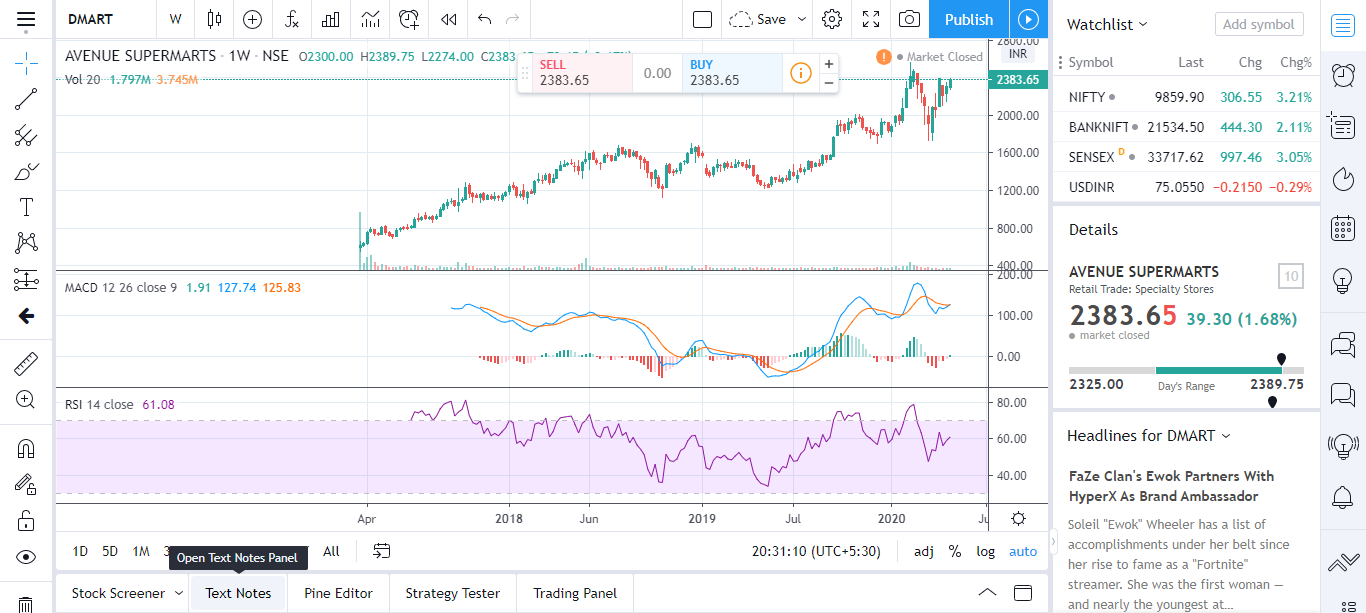 DMART W Save Publish
AVENUE SUPERMARTS · 1W · NSE O2300.00 H2389.75 L2274.00
Vol 20 1.797M 3.745M
SELL
2383.65
0.00
BUY
2383.65
Market Closed
INR
2383.65
2000.00
1600.00
1200.00
800.00
400.00
MACD 12 26 close 9 1.91 127.74 125.83
200.00
100.00
0.00
RSI 14 close 61.08
80.00
60.00
40.00
Apr 2018 Jun 2019 Jul 2020
1D 5D 1M All 20:31:10 (UTC+5:30) adj % log auto
Open Text Notes Panel
Stock Screener Text Notes Pine Editor Strategy Tester Trading Panel
Watchlist Add symbol
Symbol Last Chg Chg%
NIFTY 9859.90 306.55 3.21%
BANKNIFT 21534.50 444.30 2.11%
SENSEX D 33717.62 997.46 3.05%
USDINR 75.0550 −0.2150 −0.29%
Details
AVENUE SUPERMARTS 10
Retail Trade: Specialty Stores
2383.65 39.30 (1.68%)
market closed
2325.00 Day's Range 2389.75
Headlines for DMART
FaZe Clan's Ewok Partners With
HyperX As Brand Ambassador
Soleil "Ewok" Wheeler has a list of
accomplishments under her belt since
her rise to fame as a "Fortnite"
streamer. She was the first woman —
and nearly the youngest at...